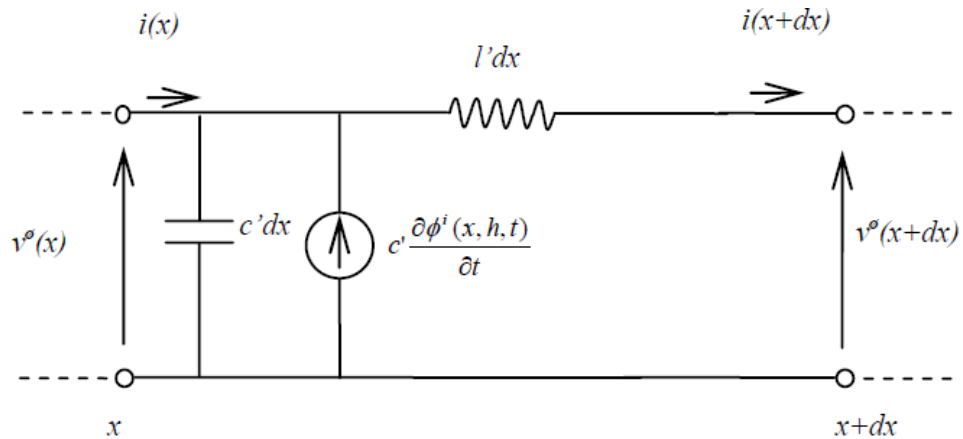 i(x)
i(x+dx)
l'dx
v^ø(x)
c'dx
c' ∂ϕ^i (x, h, t) / ∂t
v^ø(x+dx)
x
x+dx